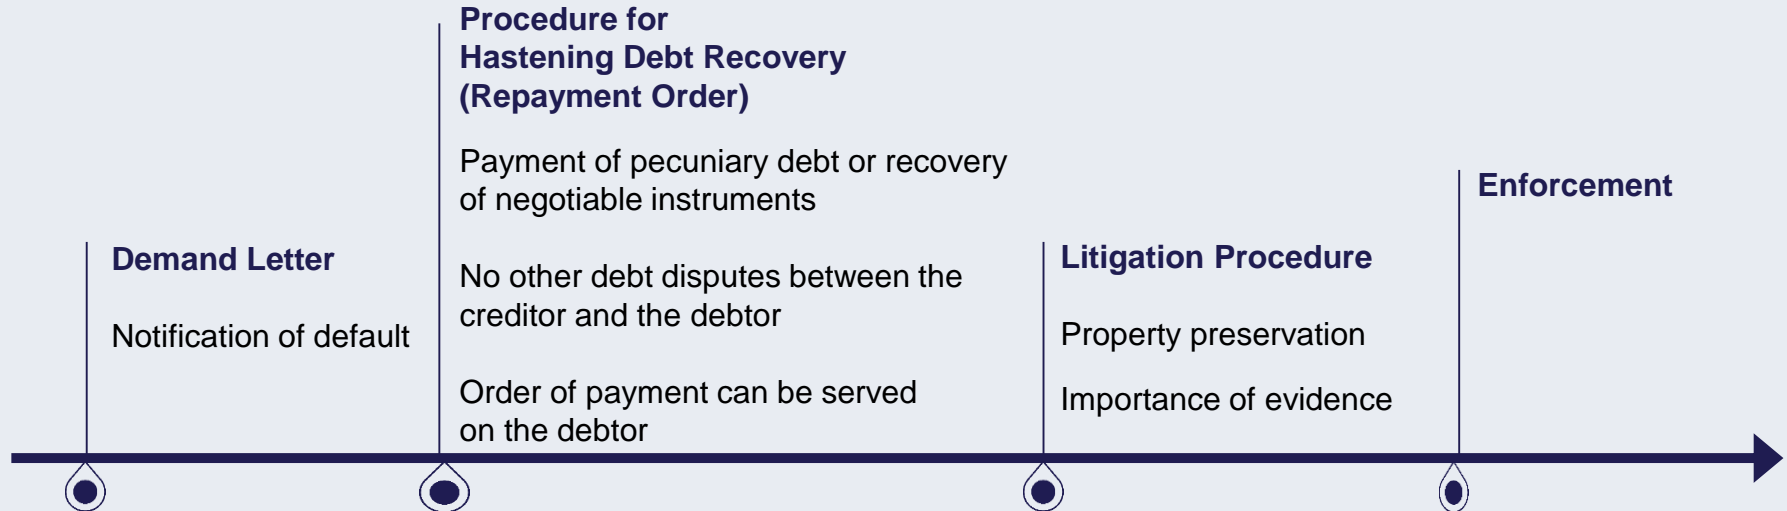 Demand Letter
Notification of default
Procedure for
Hastening Debt Recovery
(Repayment Order)
Payment of pecuniary debt or recovery
of negotiable instruments
No other debt disputes between the
creditor and the debtor
Order of payment can be served
on the debtor
Litigation Procedure
Property preservation
Importance of evidence
Enforcement